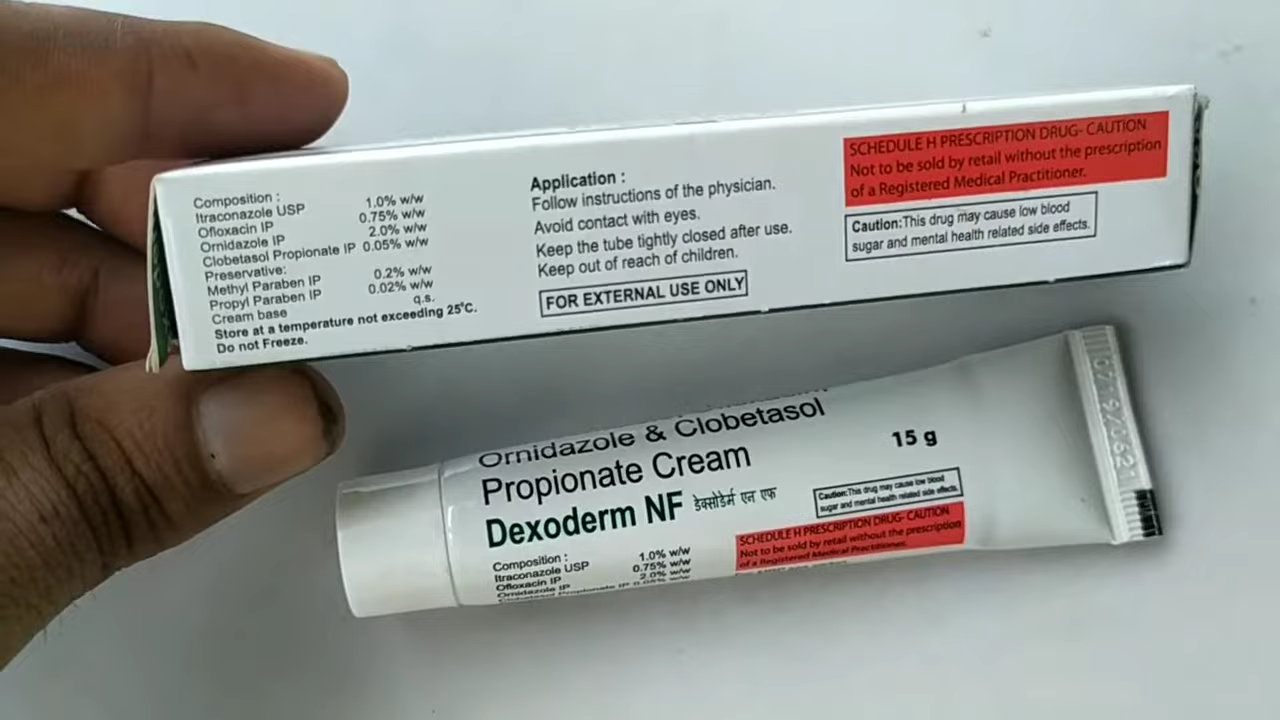 Composition :
Itraconazole USP 1.0% w/w
Ofloxacin IP 0.75% w/w
Ornidazole IP 2.0% w/w
Clobetasol Propionate IP 0.05% w/w
Preservative:
Methyl Paraben IP 0.2% w/w
Propyl Paraben IP 0.02% w/w
Cream base q.s.
Store at a temperature not exceeding 25°C.
Do not Freeze.
Application :
Follow instructions of the physician.
Avoid contact with eyes.
Keep the tube tightly closed after use.
Keep out of reach of children.
FOR EXTERNAL USE ONLY
SCHEDULE H PRESCRIPTION DRUG- CAUTION
Not to be sold by retail without the prescription
of a Registered Medical Practitioner.
Caution:This drug may cause low blood
sugar and mental health related side effects.
Ornidazole & Clobetasol
Propionate Cream
Dexoderm NF डेक्सोडेर्म एन एफ
15 g
Caution:This drug may cause low blood
sugar and mental health related side effects.
SCHEDULE H PRESCRIPTION DRUG- CAUTION
Not to be sold by retail without the prescription
of a Registered Medical Practitioner.
Composition :
Itraconazole USP 1.0% w/w
Ofloxacin IP 0.75% w/w
Ornidazole IP 2.0% w/w
Clobetasol Propionate IP 0.05% w/w